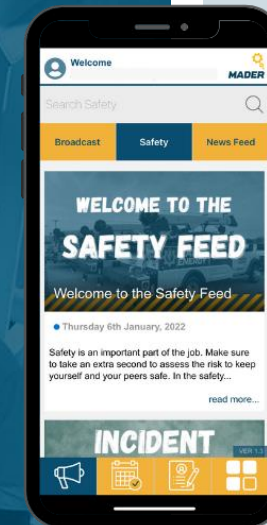 Welcome
MADER
Search Safety
Broadcast
Safety
News Feed
WELCOME TO THE
SAFETY FEED
Welcome to the Safety Feed
Thursday 6th January, 2022
Safety is an important part of the job. Make sure
to take an extra second to assess the risk to keep
yourself and your peers safe. In the safety...
read more...
INCIDENT
VER 1.3